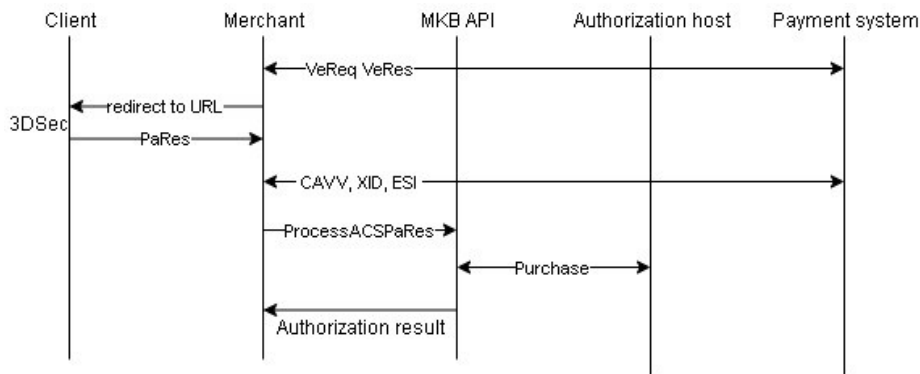 Client Merchant MKB API Authorization host Payment system
VeReq VeRes
redirect to URL
3DSec
PaRes
CAVV, XID, ESI
ProcessACSPaRes
Purchase
Authorization result